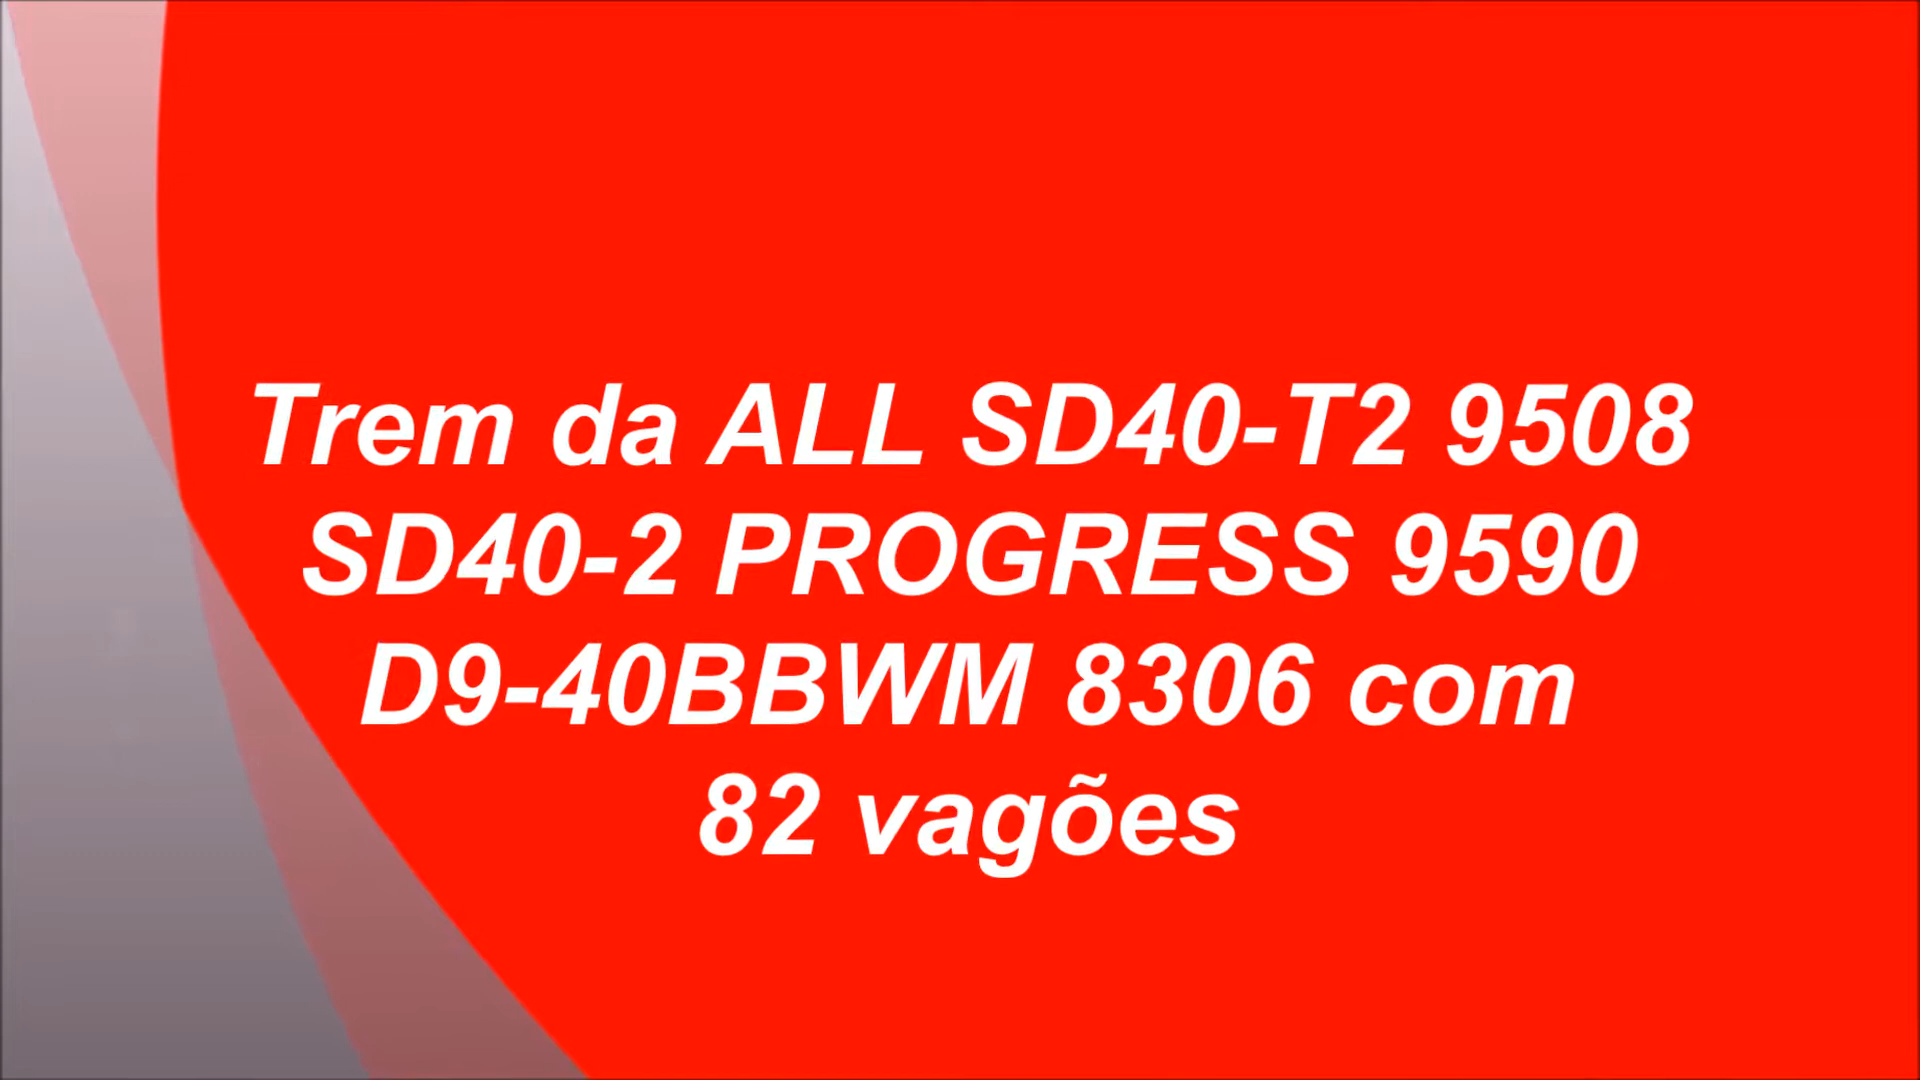 Trem da ALL SD40-T2 9508
SD40-2 PROGRESS 9590
D9-40BBWM 8306 com
82 vagões